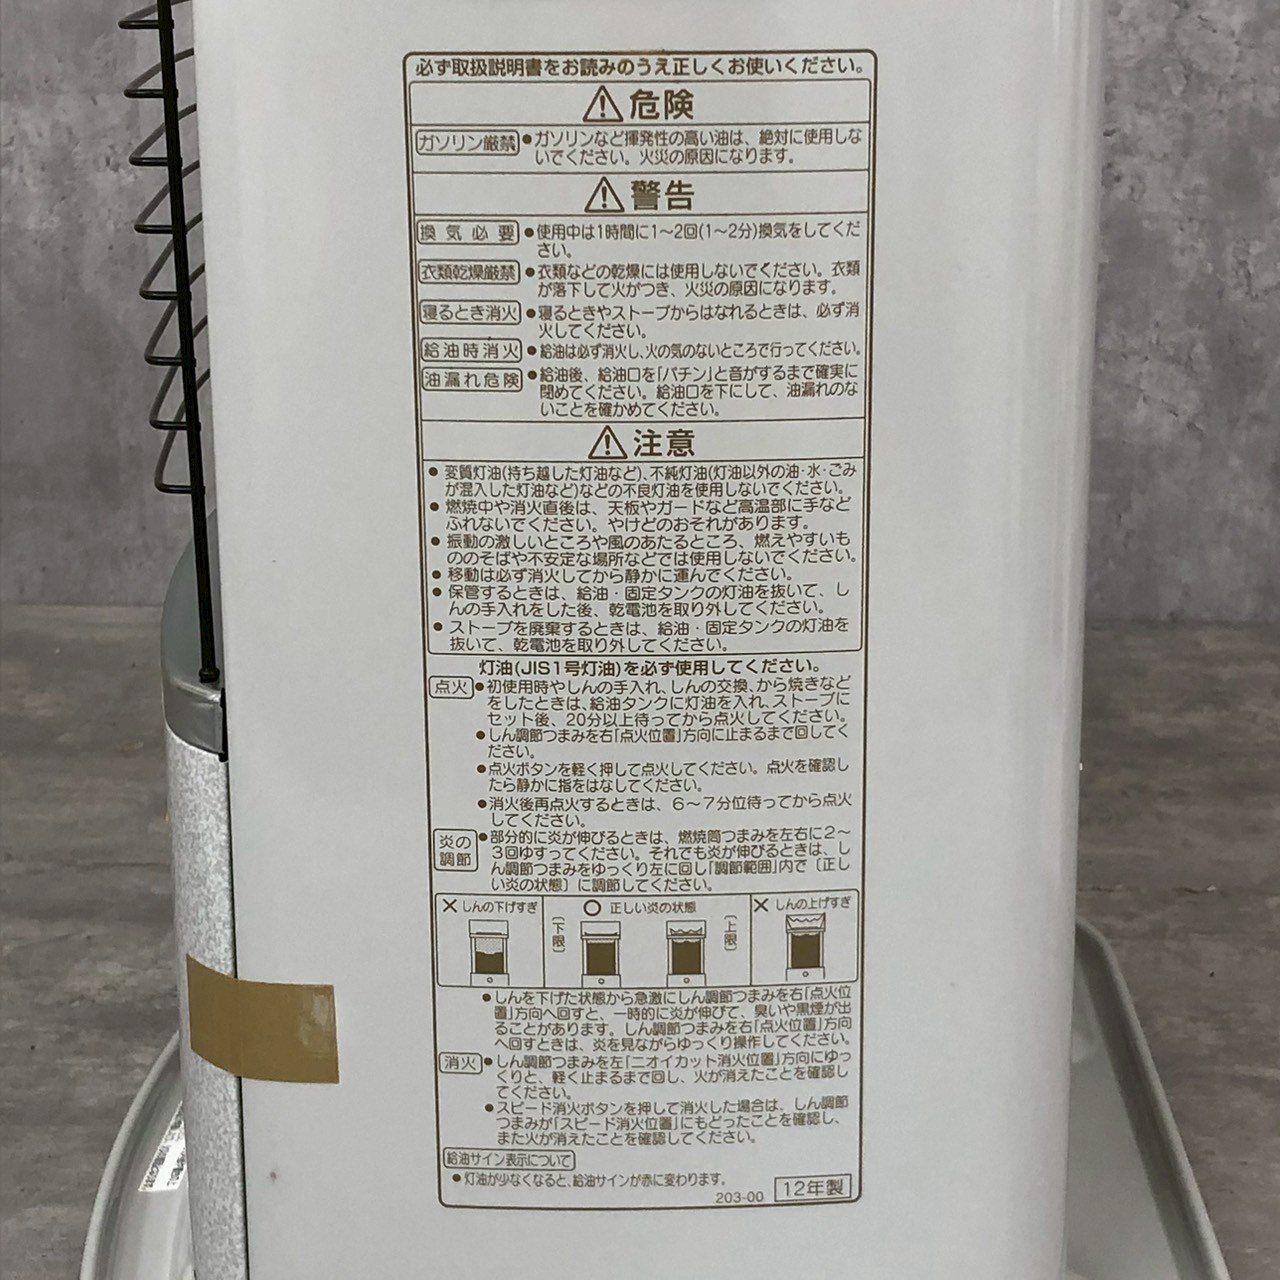 必ず取扱説明書をお読みのうえ正しくお使いください。
危険
ガソリン厳禁 ●ガソリンなど揮発性の高い油は、絶対に使用しな
いでください。火災の原因になります。
警告
換気必要 ●使用中は1時間に1〜2回(1〜2分)換気をしてくだ
さい。
衣類乾燥厳禁 ●衣類などの乾燥には使用しないでください。衣類
が落下して火がつき、火災の原因になります。
寝るとき消火 ●寝るときやストーブからはなれるときは、必ず消
火してください。
給油時消火 ●給油は必ず消火し、火の気のないところで行ってください。
油漏れ危険 ●給油後、給油口を「パチン」と音がするまで確実に
閉めてください。給油口を下にして、油漏れのな
いことを確かめてください。
注意
● 変質灯油(持ち越した灯油など)、不純灯油(灯油以外の油・水・ごみ
が混入した灯油など)などの不良灯油を使用しないでください。
● 燃焼中や消火直後は、天板やガードなど高温部に手など
ふれないでください。やけどのおそれがあります。
● 振動の激しいところや風のあたるところ、燃えやすいも
ののそばや不安定な場所などでは使用しないでください。
● 移動は必ず消火してから静かに運んでください。
● 保管するときは、給油・固定タンクの灯油を抜いて、し
んの手入れをした後、乾電池を取り外してください。
● ストーブを廃棄するときは、給油・固定タンクの灯油を
抜いて、乾電池を取り外してください。
灯油(JIS1号灯油)を必ず使用してください。
点火 ●初使用時やしんの手入れ、しんの交換、から焼きなど
をしたときは、給油タンクに灯油を入れ、ストーブに
セット後、20分以上待ってから点火してください。
●しん調節つまみを右「点火位置」方向に止まるまで回してく
ださい。
●点火ボタンを軽く押して点火してください。点火を確認し
たら静かに指をはなしてください。
●消火後再点火するときは、6〜7分位待ってから点火
してください。
炎の
調節 ●部分的に炎が伸びるときは、燃焼筒つまみを左右に2〜
3回ゆすってください。それでも炎が伸びるときは、し
ん調節つまみをゆっくり左に回し「調節範囲」内で〔正し
い炎の状態〕に調節してください。
× しんの下げすぎ ○ 正しい炎の状態 × しんの上げすぎ
〔下限〕 〔上限〕
●しんを下げた状態から急激にしん調節つまみを右「点火位
置」方向へ回すと、一時的に炎が伸びて、臭いや黒煙が出
ることがあります。しん調節つまみを右「点火位置」方向
へ回すときは、炎を見ながらゆっくり操作してください。
消火 ●しん調節つまみを左「ニオイカット消火位置」方向にゆっ
くりと、軽く止まるまで回し、火が消えたことを確認し
てください。
●スピード消火ボタンを押して消火した場合は、しん調節
つまみが「スピード消火位置」にもどったことを確認し、
また火が消えたことを確認してください。
給油サイン表示について
●灯油が少なくなると、給油サインが赤に変わります。
203-00 12年製